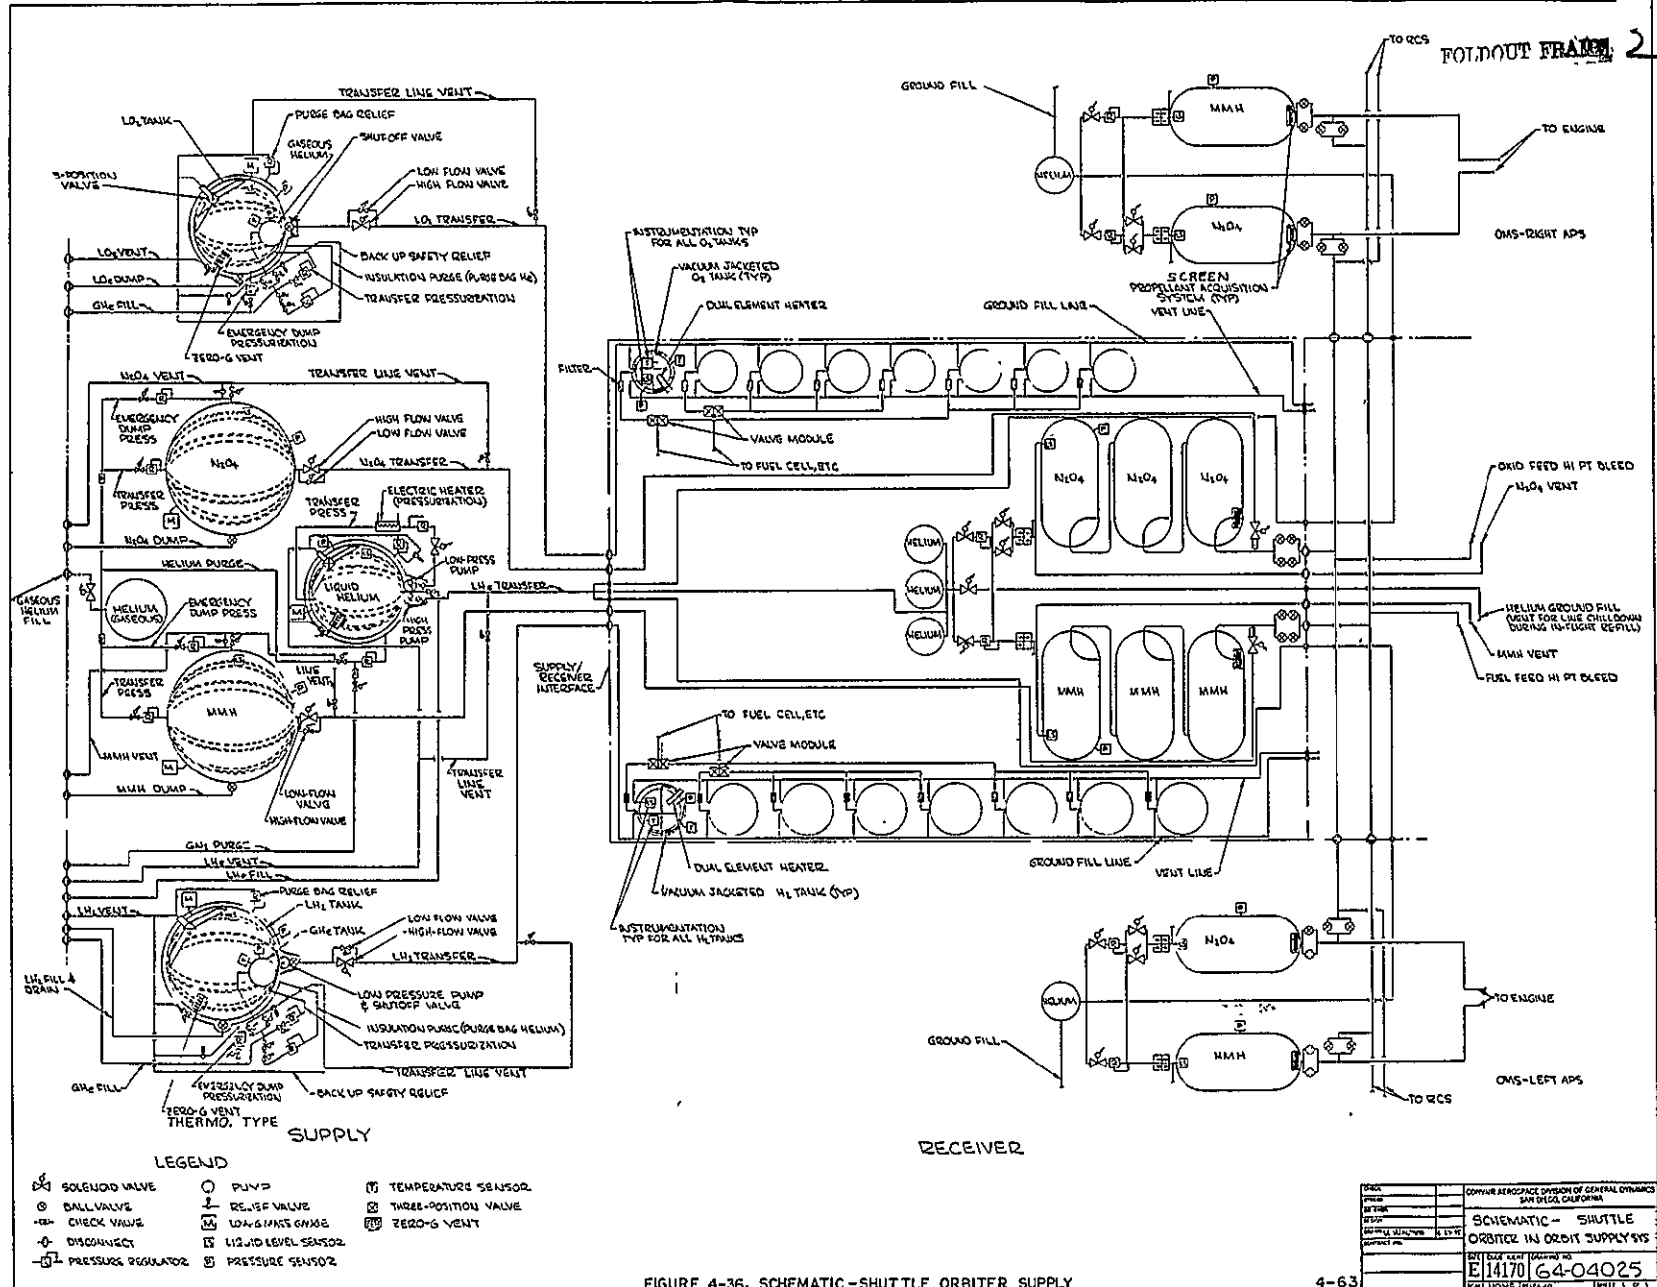 FOLDOUT FRAME 2
TO RCS
GROUND FILL
MMH
HELIUM
TO ENGINE
N2O4
OMS-RIGHT APS
SCREEN
PROPELLANT ACQUISITION
SYSTEM (TYP)
VENT LINE
GROUND FILL LINE
TRANSFER LINE VENT
LO2 TANK
PURGE BAG RELIEF
GASEOUS
HELIUM
SHUTOFF VALVE
3-POSITION
VALVE
LOW FLOW VALVE
HIGH FLOW VALVE
LO2 TRANSFER
LO2 VENT
LO2 DUMP
GHe FILL
BACK UP SAFETY RELIEF
INSULATION PURGE (PURGE BAG He)
TRANSFER PRESSURIZATION
EMERGENCY DUMP
PRESSURIZATION
ZERO-G VENT
INSTRUMENTATION TYP
FOR ALL O2 TANKS
VACUUM JACKETED
O2 TANK (TYP)
DUAL ELEMENT HEATER
FILTER
VALVE MODULE
TO FUEL CELL, ETC
N2O4 VENT
TRANSFER LINE VENT
EMERGENCY
DUMP
PRESS
HIGH FLOW VALVE
LOW FLOW VALVE
N2O4
N2O4 TRANSFER
TRANSFER
PRESS
TRANSFER
PRESS
ELECTRIC HEATER
(PRESSURIZATION)
N2O4 DUMP
HELIUM PURGE
LOW-PRESS
PUMP
GASEOUS
HELIUM
FILL
HELIUM
(GASEOUS)
EMERGENCY
DUMP PRESS
LIQUID
HELIUM
LHe TRANSFER
HIGH
PRESS
PUMP
LINE
VENT
TRANSFER
PRESS
MMH
MMH VENT
MMH DUMP
LOW-FLOW
VALVE
HIGH-FLOW VALVE
TRANSFER
LINE
VENT
SUPPLY/
RECEIVER
INTERFACE
N2O4
N2O4
N2O4
HELIUM
HELIUM
HELIUM
MMH
MMH
MMH
OXID FEED HI PT BLEED
N2O4 VENT
HELIUM GROUND FILL
(VENT FOR LINE CHILLDOWN
DURING IN-FLIGHT REFILL)
MMH VENT
FUEL FEED HI PT BLEED
TO FUEL CELL, ETC
VALVE MODULE
DUAL ELEMENT HEATER
VACUUM JACKETED H2 TANK (TYP)
INSTRUMENTATION
TYP FOR ALL H2 TANKS
GROUND FILL LINE
VENT LINE
GN2 PURGE
LHe VENT
LHe FILL
LH2 VENT
PURGE BAG RELIEF
LH2 TANK
GHe TANK
LOW FLOW VALVE
HIGH-FLOW VALVE
LH2 TRANSFER
LH2 FILL &
DRAIN
LOW PRESSURE PUMP
& SHUTOFF VALVE
INSULATION PURGE (PURGE BAG HELIUM)
TRANSFER PRESSURIZATION
TRANSFER LINE VENT
GHe FILL
EMERGENCY DUMP
PRESSURIZATION
BACK UP SAFETY RELIEF
ZERO-G VENT
THERMO. TYPE
N2O4
HELIUM
TO ENGINE
GROUND FILL
MMH
OMS-LEFT APS
TO RCS
SUPPLY
RECEIVER
LEGEND
SOLENOID VALVE
BALL VALVE
CHECK VALVE
DISCONNECT
PRESSURE REGULATOR
PUMP
RELIEF VALVE
M LOW-G MASS GAUGE
LIQUID LEVEL SENSOR
P PRESSURE SENSOR
T TEMPERATURE SENSOR
THREE-POSITION VALVE
ZERO-G VENT
CONVAIR AEROSPACE DIVISION OF GENERAL DYNAMICS
SAN DIEGO, CALIFORNIA
SCHEMATIC - SHUTTLE
ORBITER IN ORBIT SUPPLY SYS
E 14170 64-04025
FIGURE 4-36. SCHEMATIC-SHUTTLE ORBITER SUPPLY
4-63